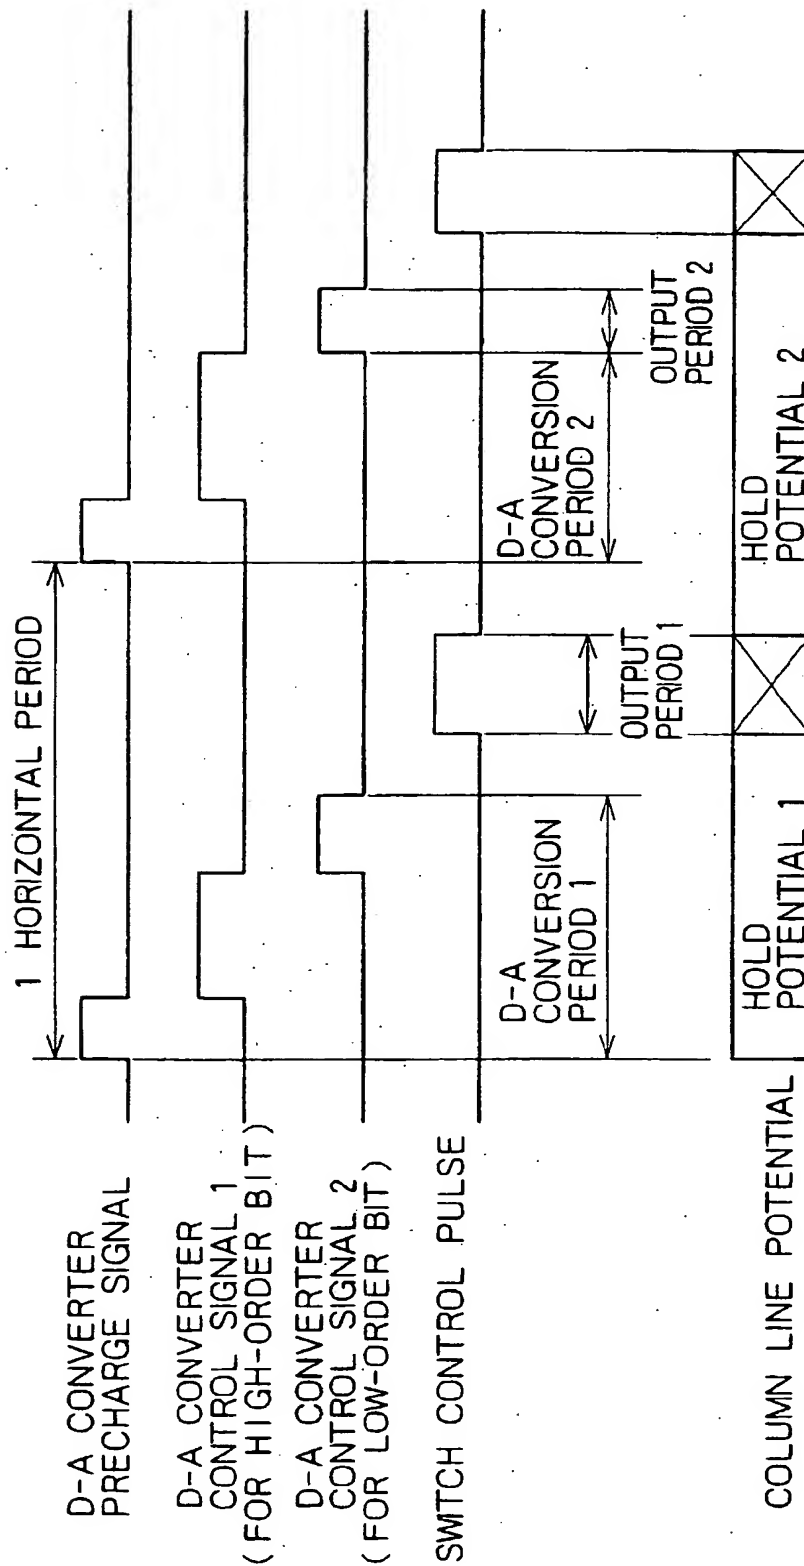 1 HORIZONTAL PERIOD
D-A CONVERTER
PRECHARGE SIGNAL
D-A CONVERTER
CONTROL SIGNAL 1
(FOR HIGH-ORDER BIT)
D-A CONVERTER
CONTROL SIGNAL 2
(FOR LOW-ORDER BIT)
SWITCH CONTROL PULSE
D-A
CONVERSION
PERIOD 1
OUTPUT
PERIOD 1
D-A
CONVERSION
PERIOD 2
OUTPUT
PERIOD 2
COLUMN LINE POTENTIAL
HOLD
POTENTIAL 1
HOLD
POTENTIAL 2